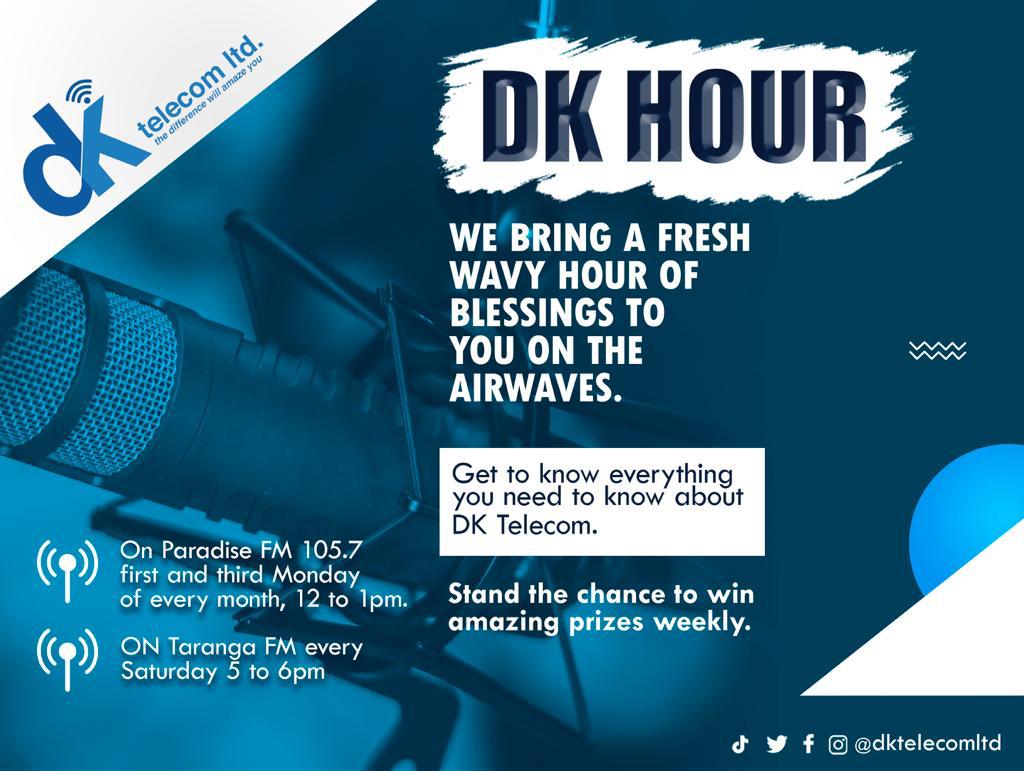 dk
telecom ltd.
the difference will amaze you
DK HOUR
WE BRING A FRESH
WAVY HOUR OF
BLESSINGS TO
YOU ON THE
AIRWAVES.
Get to know everything
you need to know about
DK Telecom.
Stand the chance to win
amazing prizes weekly.
On Paradise FM 105.7
first and third Monday
of every month, 12 to 1pm.
ON Taranga FM every
Saturday 5 to 6pm
@dktelecomltd